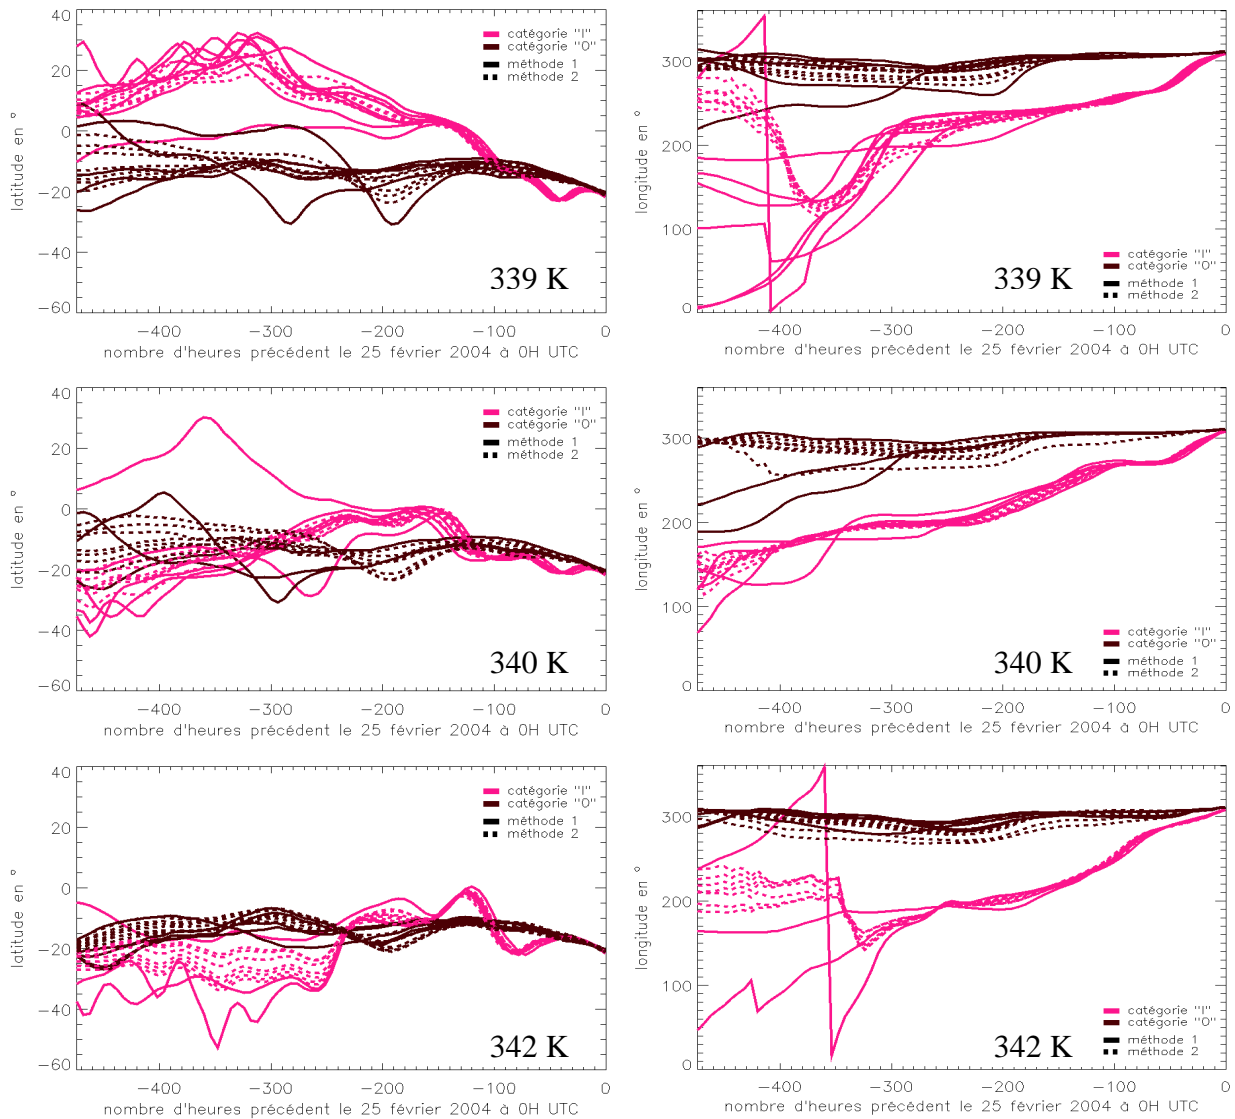 40
20
0
−20
−40
−60
latitude en °
catégorie "I"
catégorie "O"
méthode 1
méthode 2
339 K
−400 −300 −200 −100 0
nombre d'heures précédent le 25 février 2004 à 0H UTC
300
200
100
0
longitude en °
339 K
catégorie "I"
catégorie "O"
méthode 1
méthode 2
−400 −300 −200 −100 0
nombre d'heures précédent le 25 février 2004 à 0H UTC
40
20
0
−20
−40
−60
latitude en °
catégorie "I"
catégorie "O"
méthode 1
méthode 2
340 K
−400 −300 −200 −100 0
nombre d'heures précédent le 25 février 2004 à 0H UTC
300
200
100
0
longitude en °
340 K
catégorie "I"
catégorie "O"
méthode 1
méthode 2
−400 −300 −200 −100 0
nombre d'heures précédent le 25 février 2004 à 0H UTC
40
20
0
−20
−40
−60
latitude en °
catégorie "I"
catégorie "O"
méthode 1
méthode 2
342 K
−400 −300 −200 −100 0
nombre d'heures précédent le 25 février 2004 à 0H UTC
300
200
100
0
longitude en °
342 K
catégorie "I"
catégorie "O"
méthode 1
méthode 2
−400 −300 −200 −100 0
nombre d'heures précédent le 25 février 2004 à 0H UTC